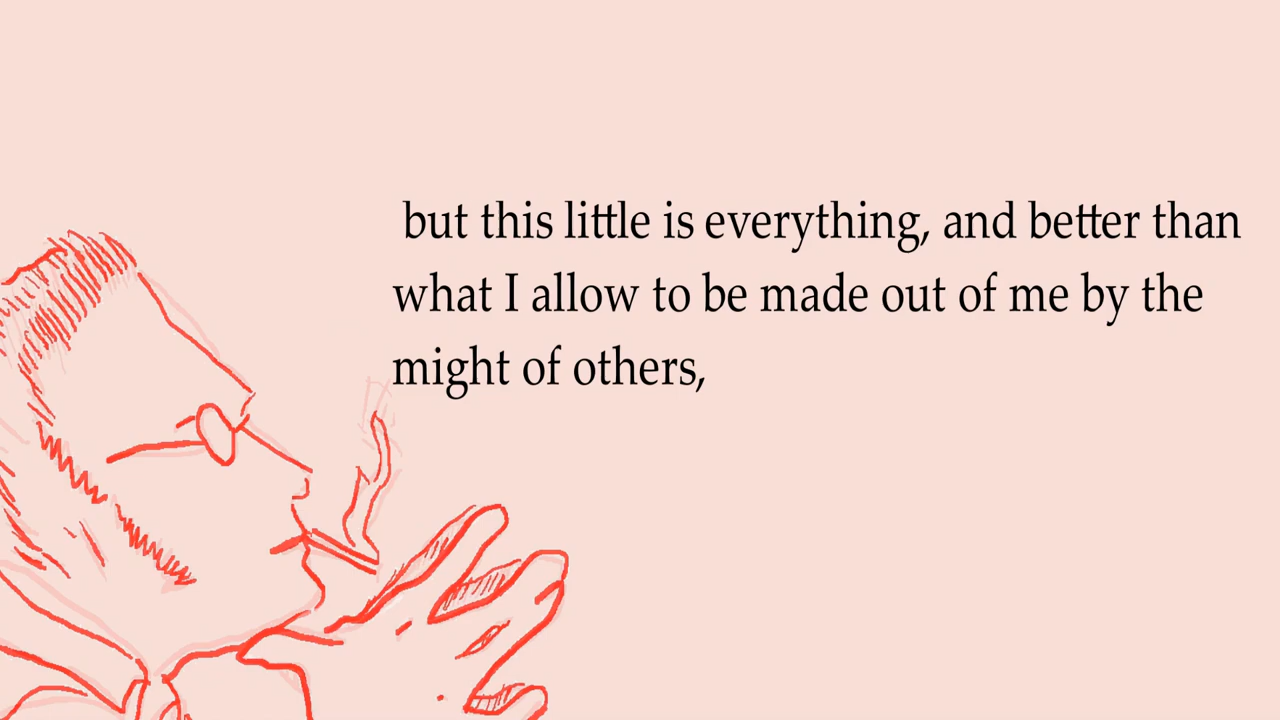 but this little is everything, and better than
what I allow to be made out of me by the
might of others,